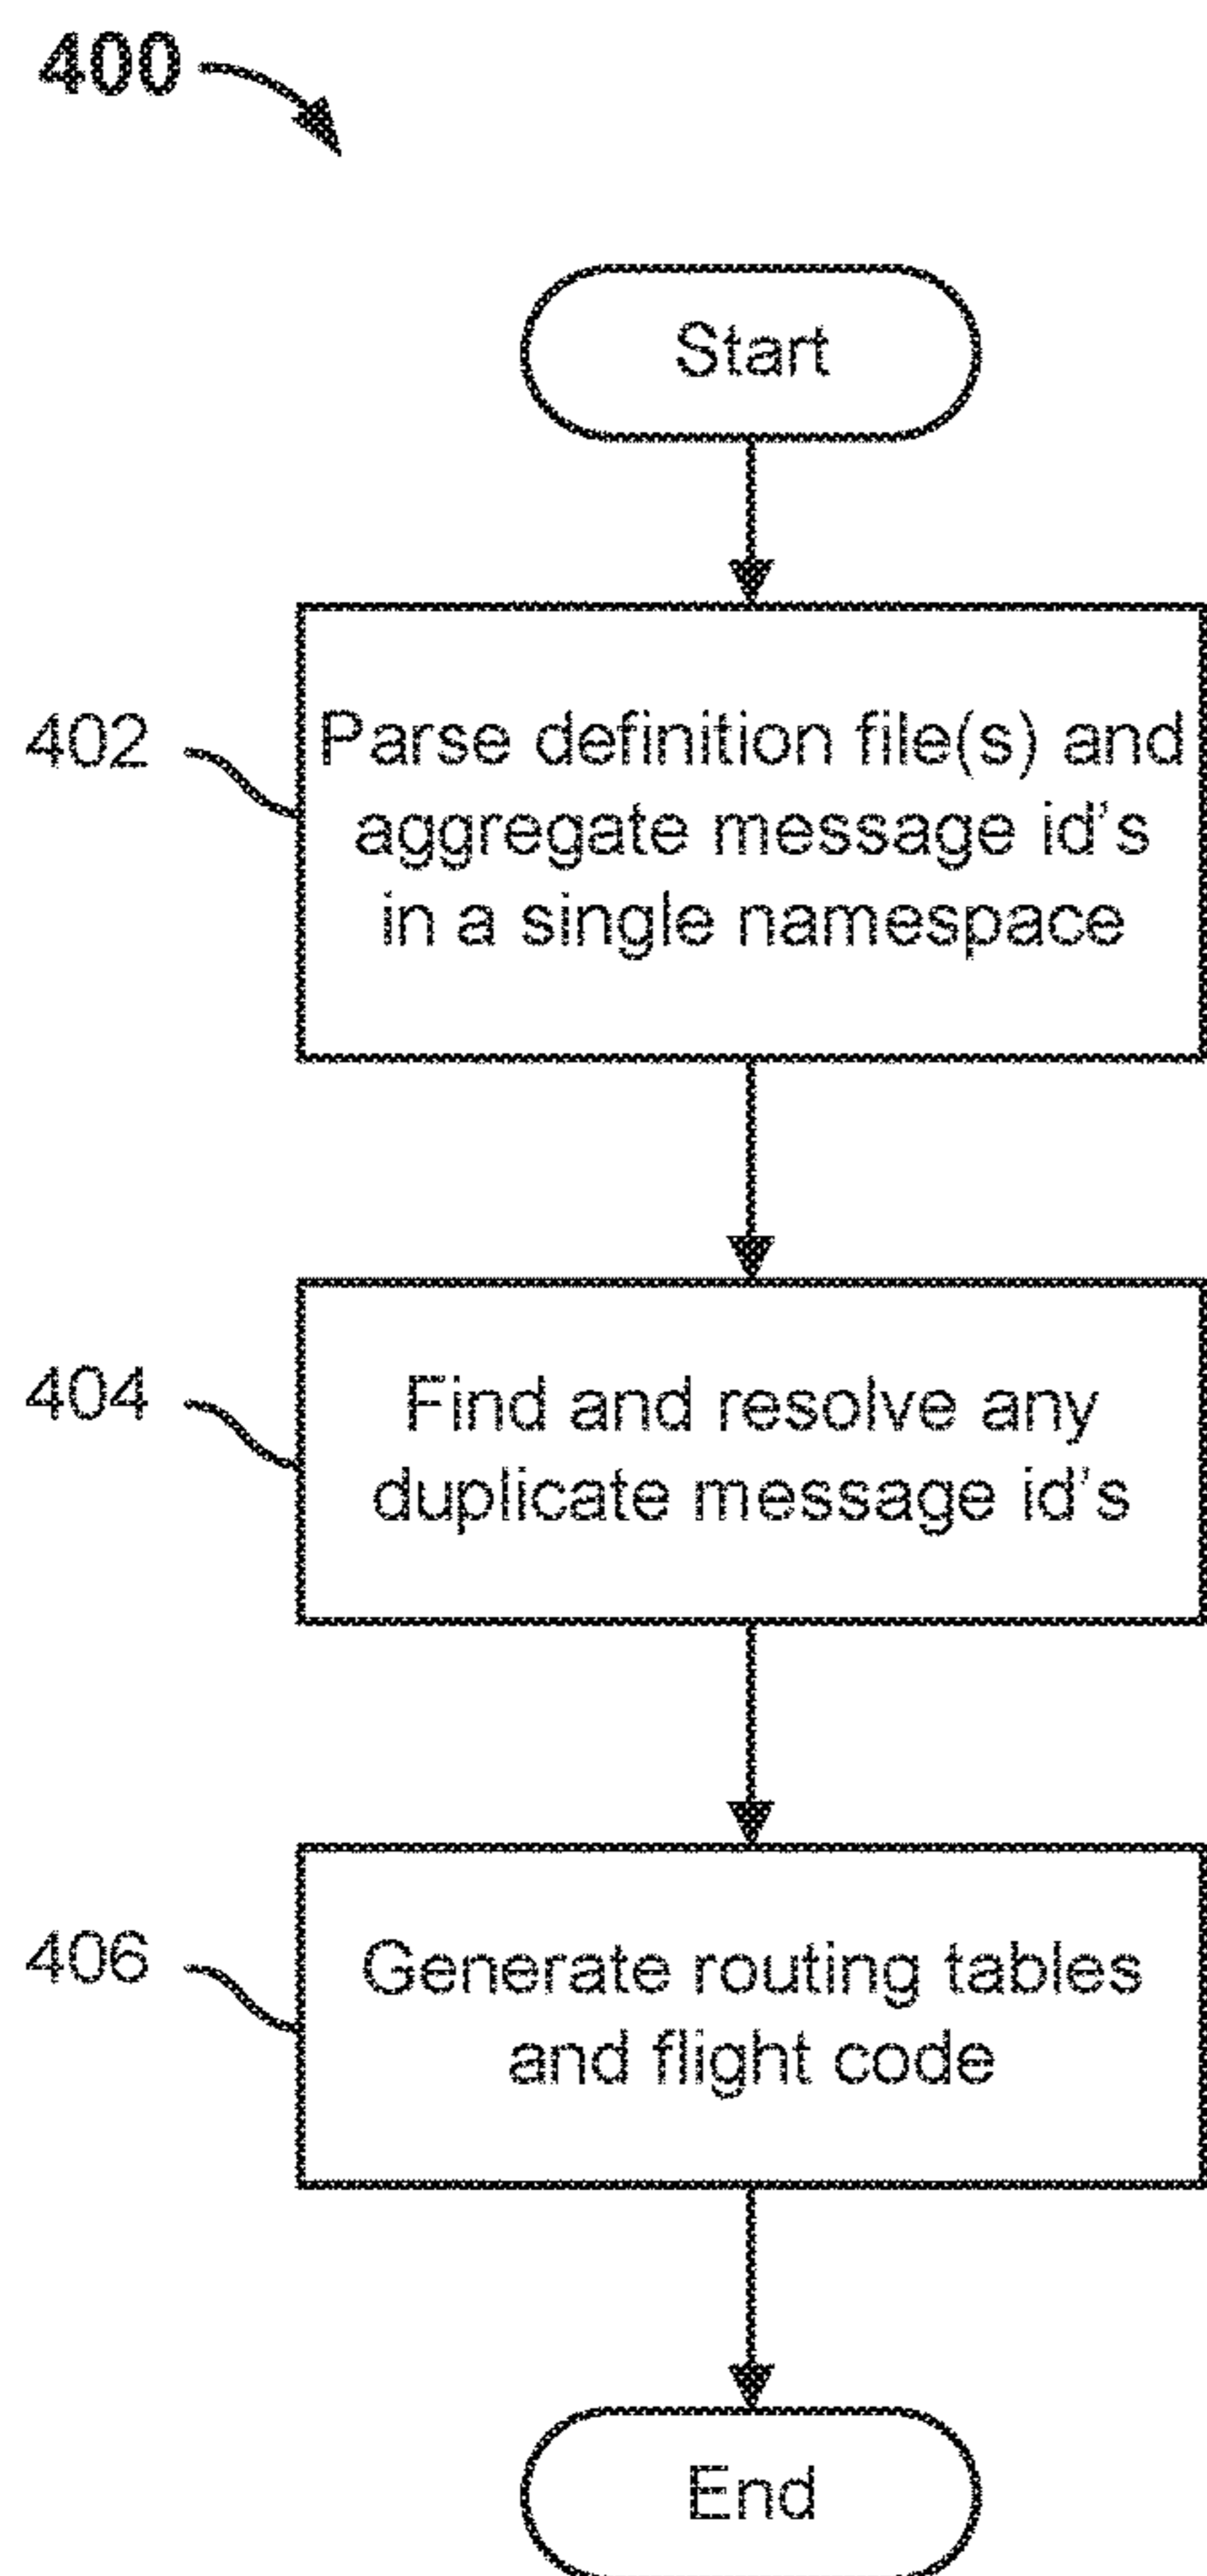 400
Start
402
Parse definition file(s) and
aggregate message id's
in a single namespace
404
Find and resolve any
duplicate message id's
406
Generate routing tables
and flight code
End